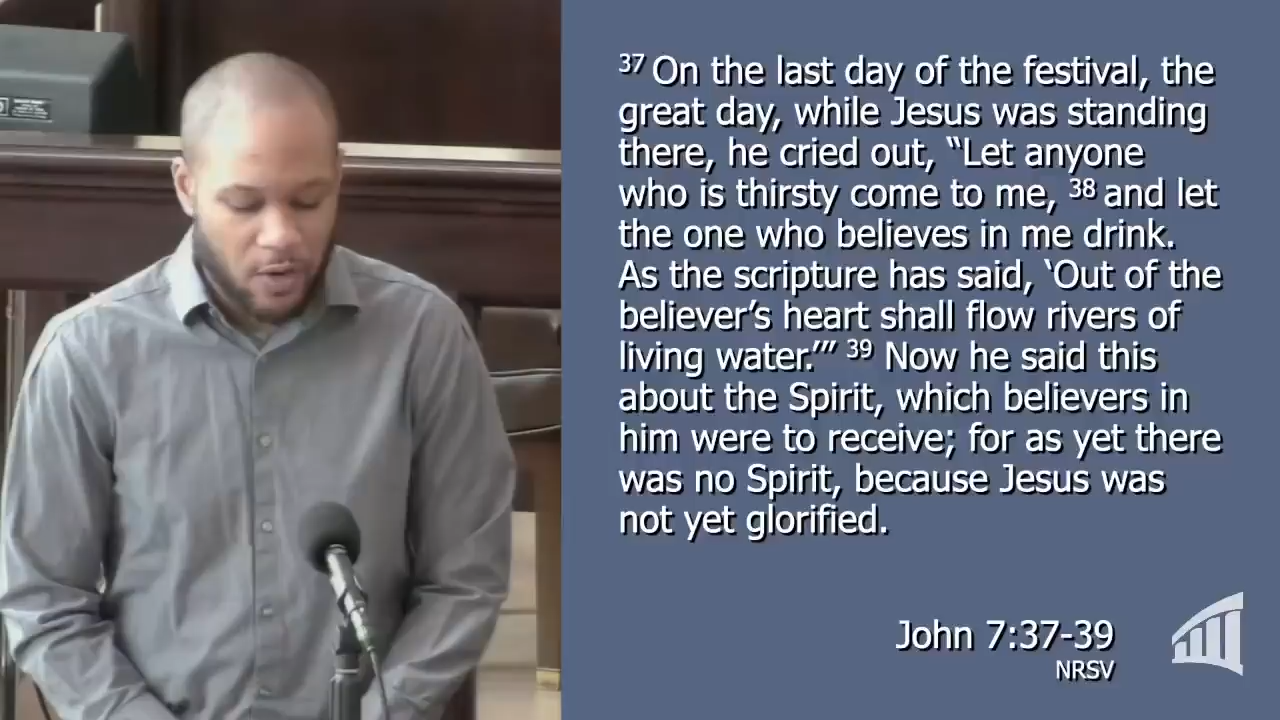 37 On the last day of the festival, the
great day, while Jesus was standing
there, he cried out, “Let anyone
who is thirsty come to me, 38 and let
the one who believes in me drink.
As the scripture has said, ‘Out of the
believer’s heart shall flow rivers of
living water.’” 39 Now he said this
about the Spirit, which believers in
him were to receive; for as yet there
was no Spirit, because Jesus was
not yet glorified.
John 7:37-39
NRSV